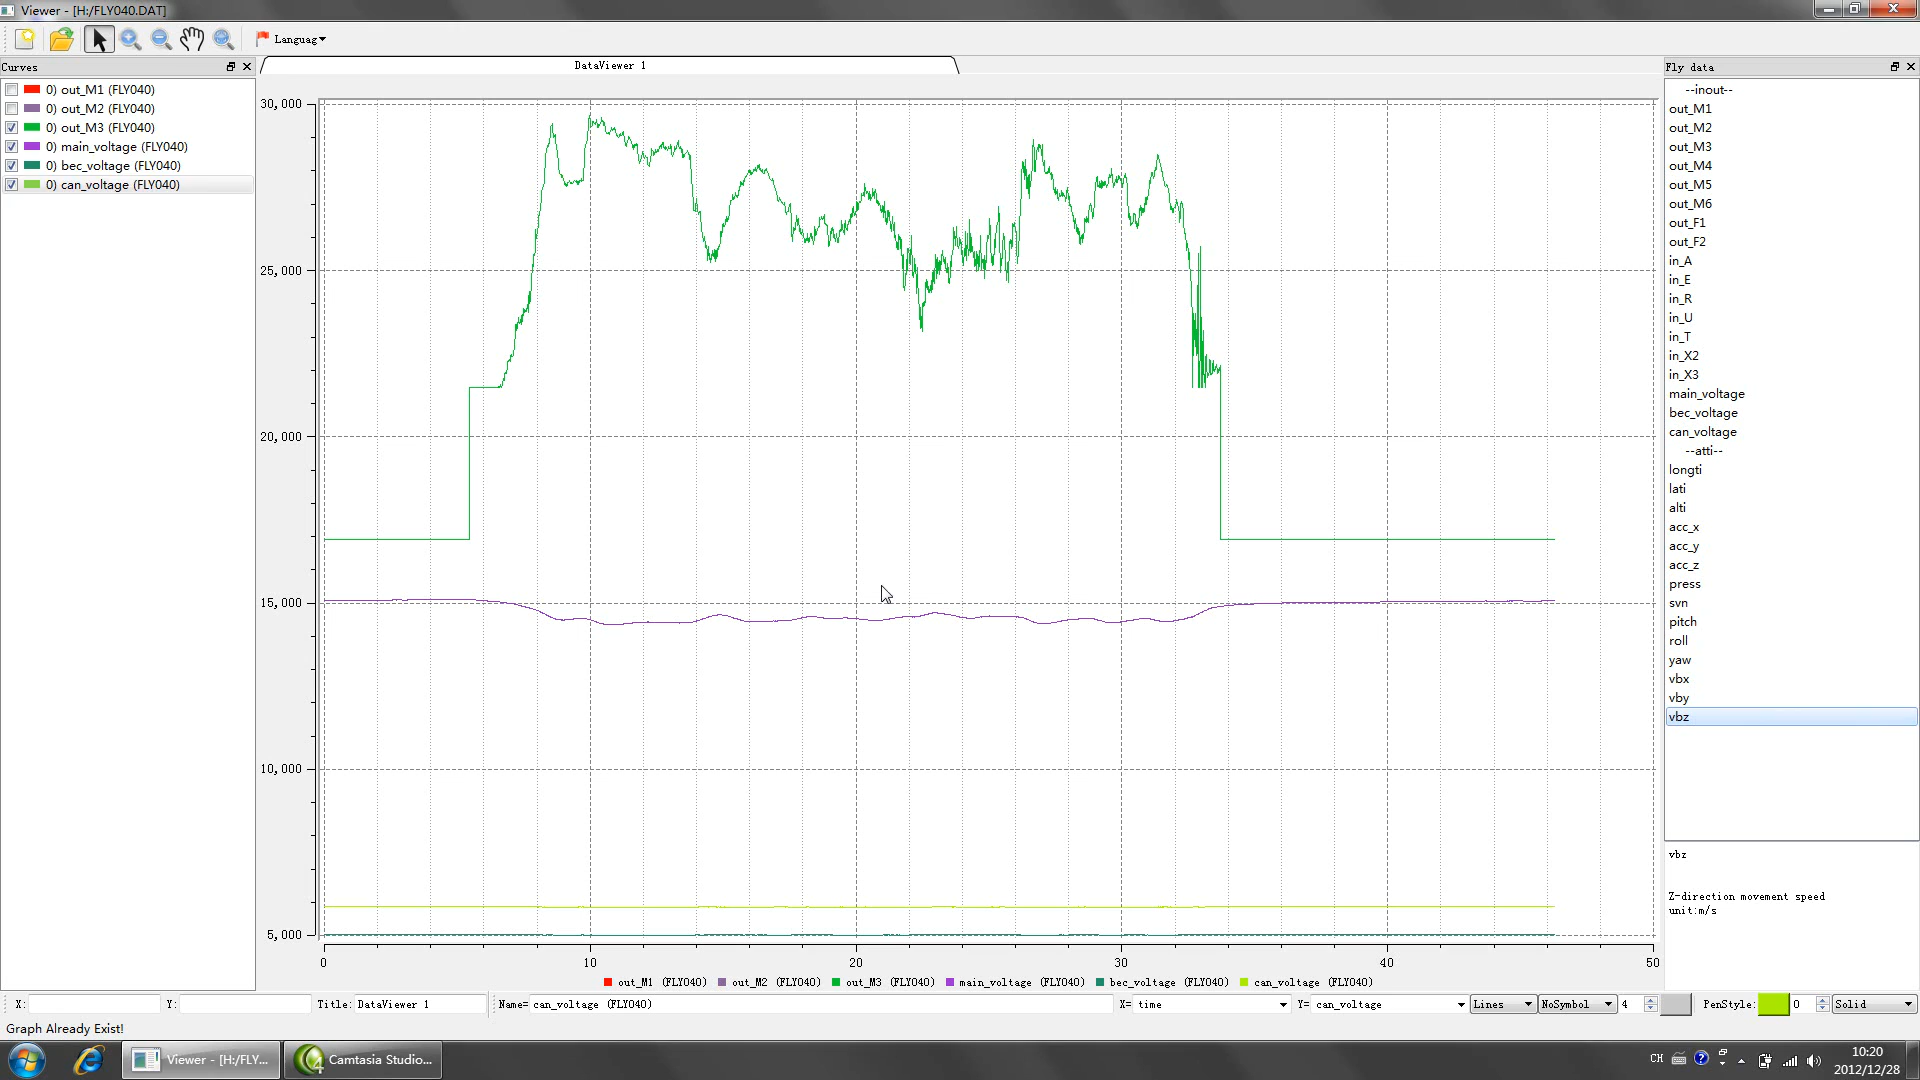 Viewer - [H:/FLY040.DAT]
Languag
Curves
DataViewer 1
Fly data
0) out_M1 (FLY040)
0) out_M2 (FLY040)
0) out_M3 (FLY040)
0) main_voltage (FLY040)
0) bec_voltage (FLY040)
0) can_voltage (FLY040)
30,000
25,000
20,000
15,000
10,000
5,000
0
10
20
30
40
50
out_M1 (FLY040)
out_M2 (FLY040)
out_M3 (FLY040)
main_voltage (FLY040)
bec_voltage (FLY040)
can_voltage (FLY040)
--inout--
out_M1
out_M2
out_M3
out_M4
out_M5
out_M6
out_F1
out_F2
in_A
in_E
in_R
in_U
in_T
in_X2
in_X3
main_voltage
bec_voltage
can_voltage
--atti--
longti
lati
alti
acc_x
acc_y
acc_z
press
svn
pitch
roll
yaw
vbx
vby
vbz
vbz
Z-direction movement speed
unit:m/s
X:
Y:
Title: DataViewer 1
Name= can_voltage (FLY040)
X= time
Y= can_voltage
Lines
NoSymbol
4
PenStyle:
0
Solid
Graph Already Exist!
Viewer - [H:/FLY...
Camtasia Studio...
CH
10:20
2012/12/28